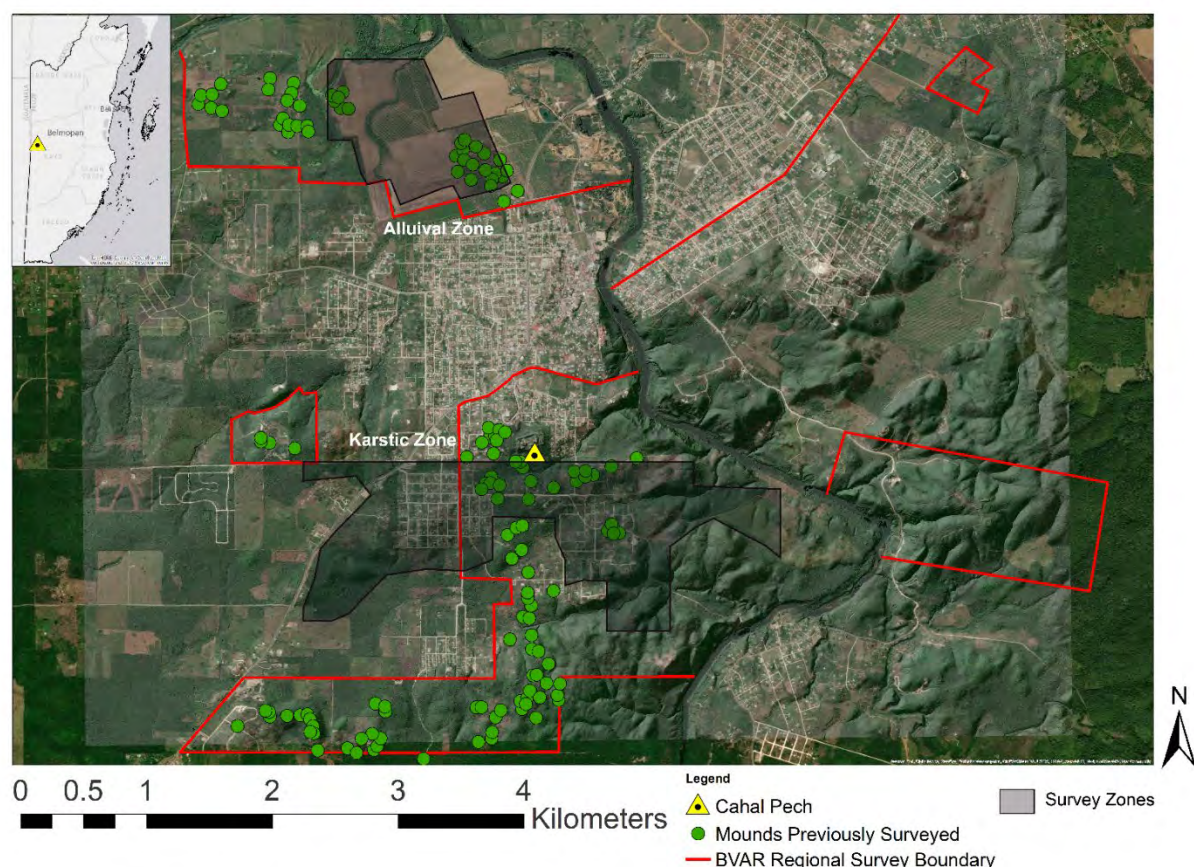 Belmopan
Alluival Zone
Karstic Zone
N
0 0.5 1 2 3 4
Kilometers
Legend
Cahal Pech
Mounds Previously Surveyed
BVAR Regional Survey Boundary
Survey Zones